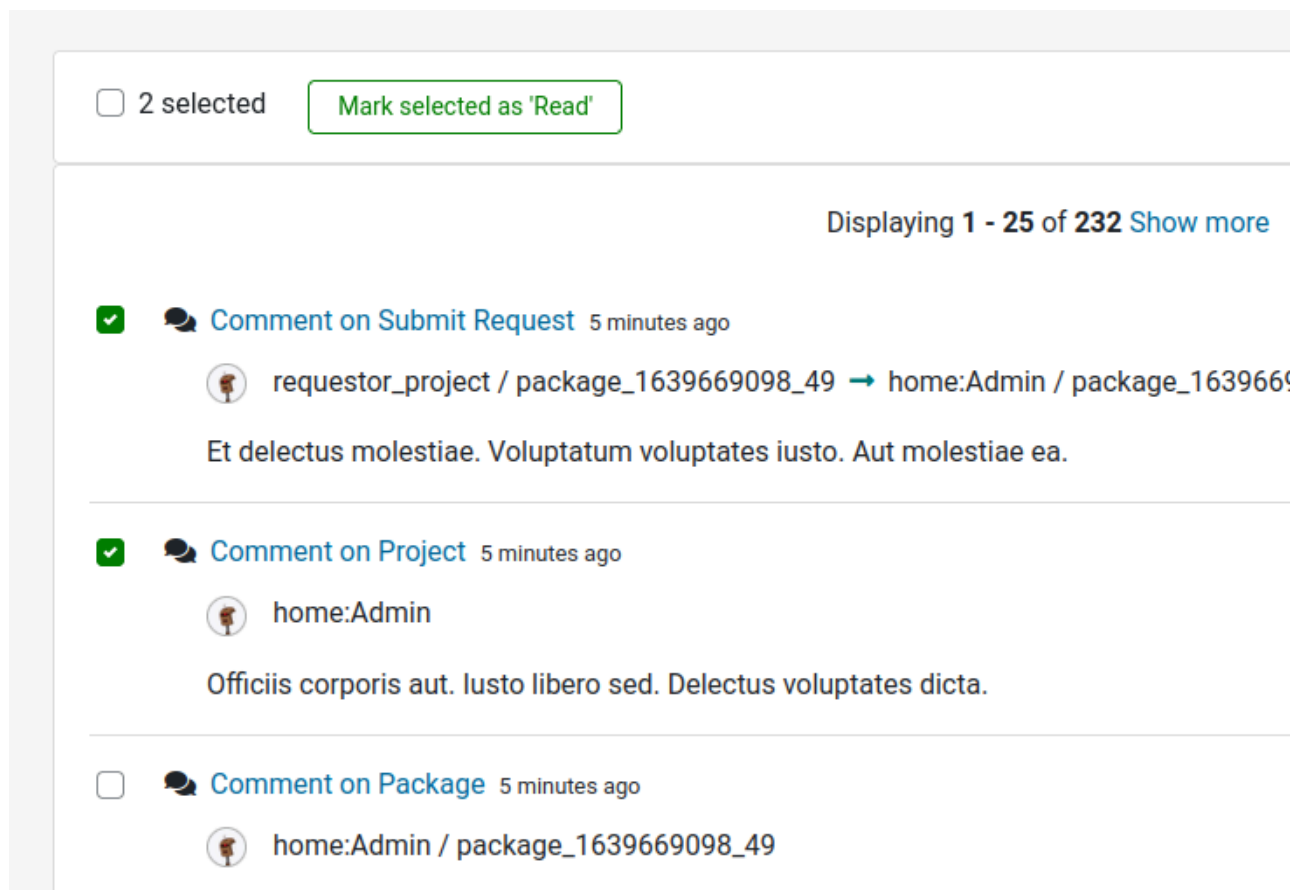 2 selected Mark selected as 'Read'
Displaying 1 - 25 of 232 Show more
Comment on Submit Request 5 minutes ago
requestor_project / package_1639669098_49 → home:Admin / package_163966
Et delectus molestiae. Voluptatum voluptates iusto. Aut molestiae ea.
Comment on Project 5 minutes ago
home:Admin
Officiis corporis aut. Iusto libero sed. Delectus voluptates dicta.
Comment on Package 5 minutes ago
home:Admin / package_1639669098_49